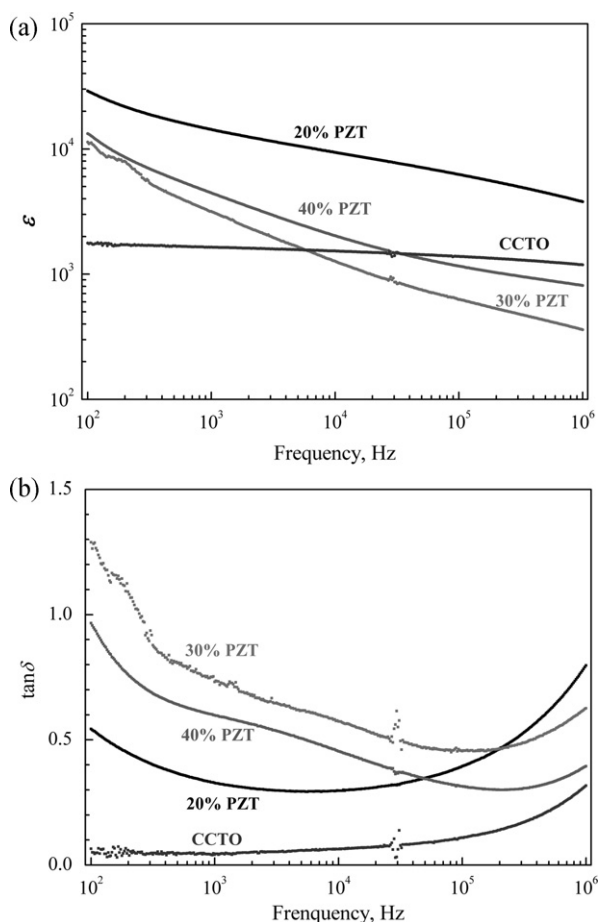 (a)
10^5
10^4
10^3
10^2
ε
20% PZT
40% PZT
CCTO
30% PZT
10^2 10^3 10^4 10^5 10^6
Frequency, Hz
(b)
1.5
1.0
0.5
0.0
tanδ
30% PZT
40% PZT
20% PZT
CCTO
10^2 10^3 10^4 10^5 10^6
Frenquency, Hz